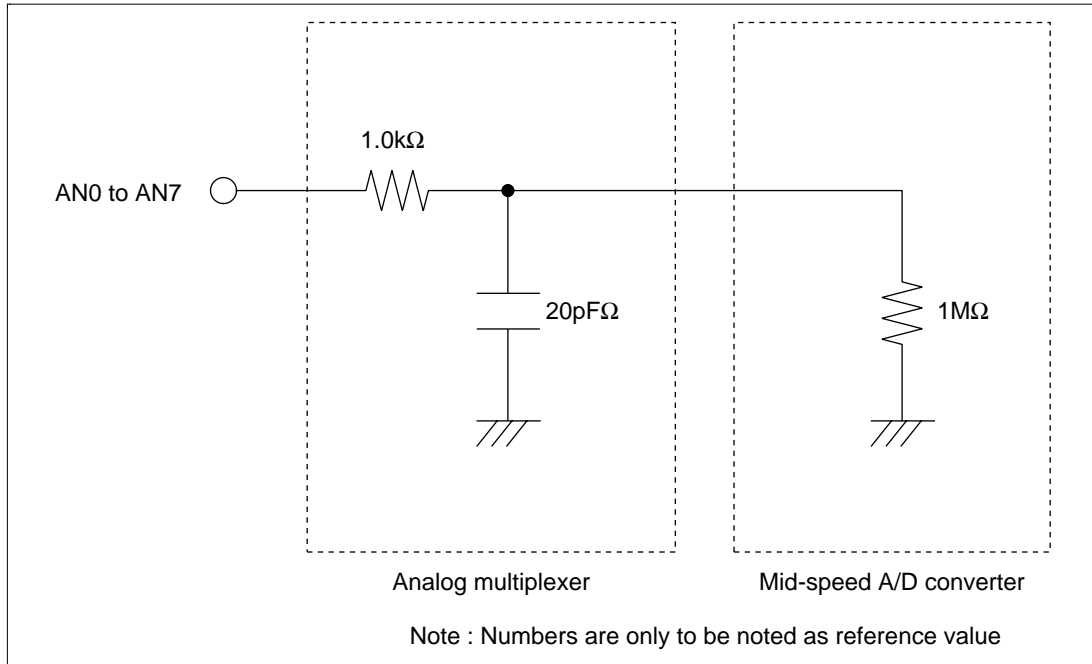 1.0kΩ
AN0 to AN7
20pFΩ
1MΩ
Analog multiplexer
Mid-speed A/D converter
Note : Numbers are only to be noted as reference value